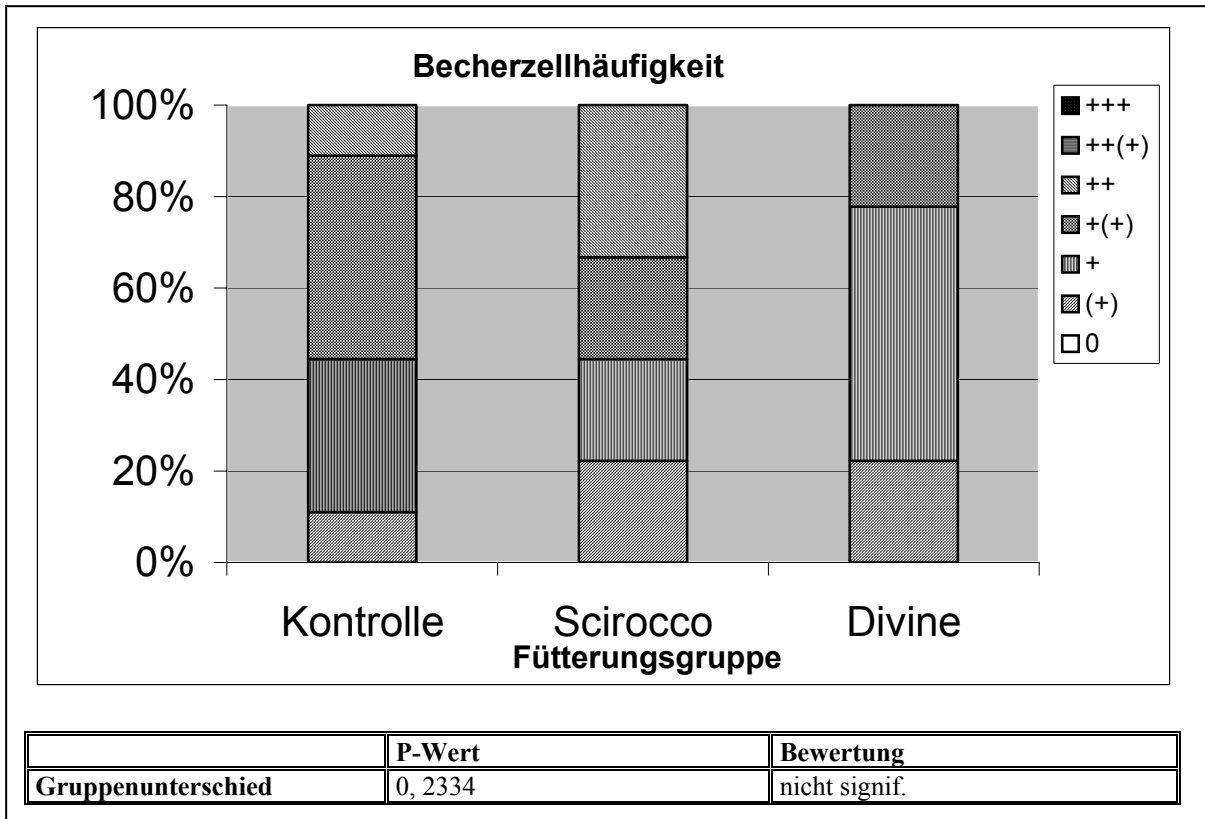 Becherzellhäufigkeit
100%
80%
60%
40%
20%
0%
Kontrolle Scirocco Divine
Fütterungsgruppe
+++
++(+)
++
+(+)
+
(+)
0
P-Wert Bewertung
Gruppenunterschied 0, 2334 nicht signif.